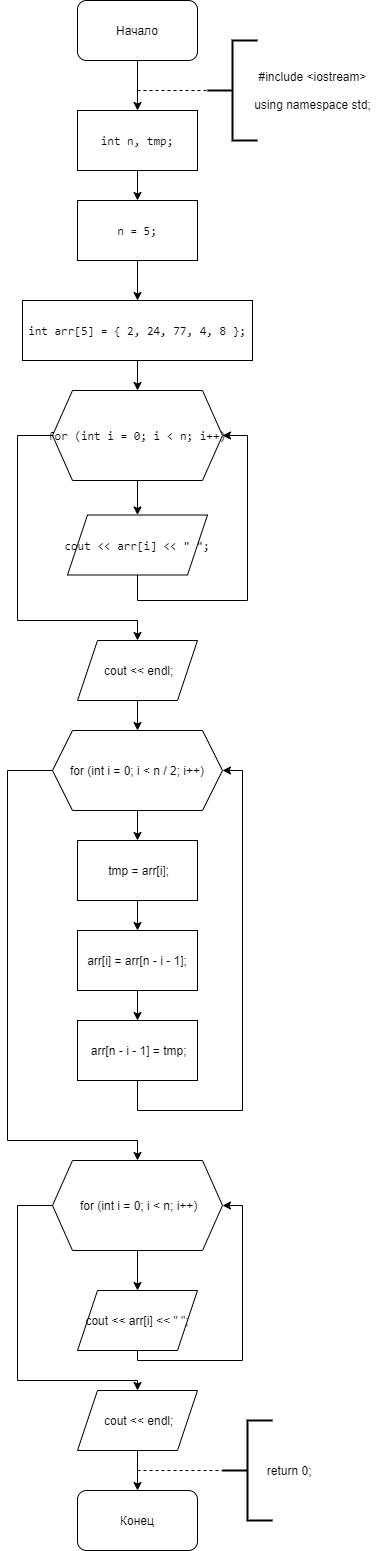 Начало
#include <iostream>
using namespace std;
int n, tmp;
n = 5;
int arr[5] = { 2, 24, 77, 4, 8 };
for (int i = 0; i < n; i++)
cout << arr[i] << " ";
cout << endl;
for (int i = 0; i < n / 2; i++)
tmp = arr[i];
arr[i] = arr[n - i - 1];
arr[n - i - 1] = tmp;
for (int i = 0; i < n; i++)
cout << arr[i] << " ";
cout << endl;
return 0;
Конец